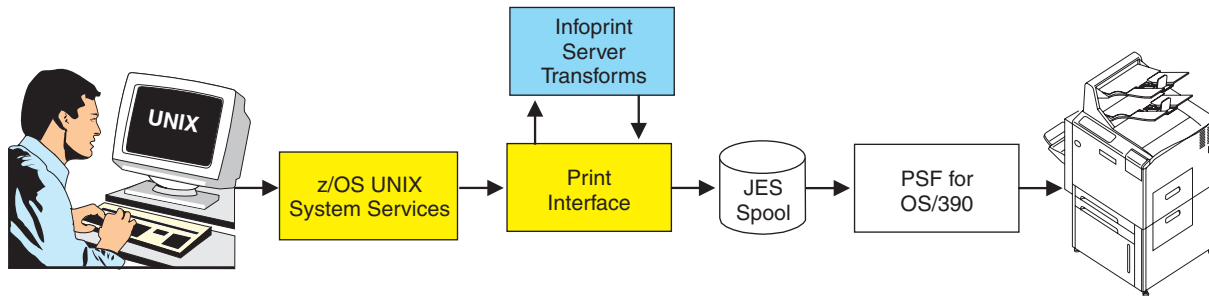 Infoprint
Server
Transforms
UNIX
z/OS UNIX
System Services
Print
Interface
JES
Spool
PSF for
OS/390